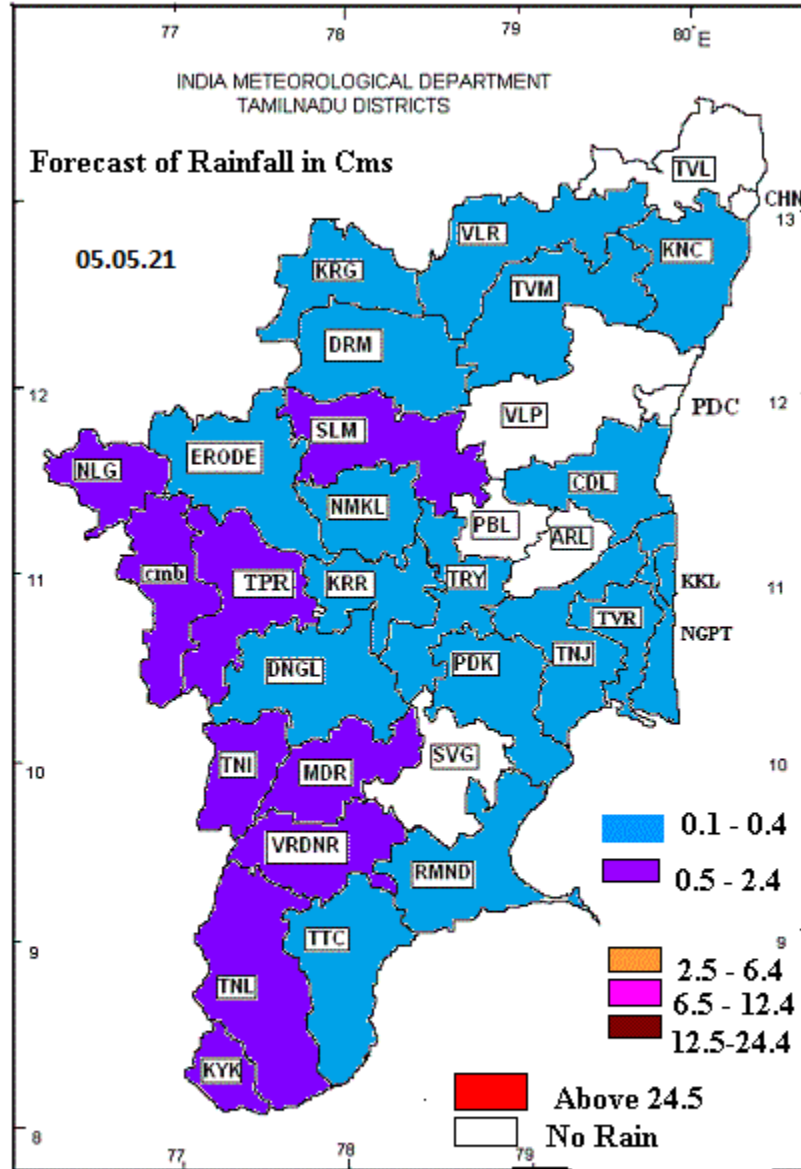 77 78 79 80°E
INDIA METEOROLOGICAL DEPARTMENT
TAMILNADU DISTRICTS
Forecast of Rainfall in Cms
TVL
CHN
13
VLR
KNC
05.05.21
KRG
TVM
DRM
12
12
PDC
VLP
SLM
ERODE
NLG
CDL
NMKL
PBL
ARL
cmb
11
TPR
KRR
TRY
KKL
11
TVR
NGPT
DNGL
PDK
TNJ
10
TNI
MDR
SVG
10
0.1 - 0.4
VRDNR
RMND
0.5 - 2.4
9
TTC
9
2.5 - 6.4
TNL
6.5 - 12.4
12.5-24.4
KYK
Above 24.5
No Rain
8
77 78 79